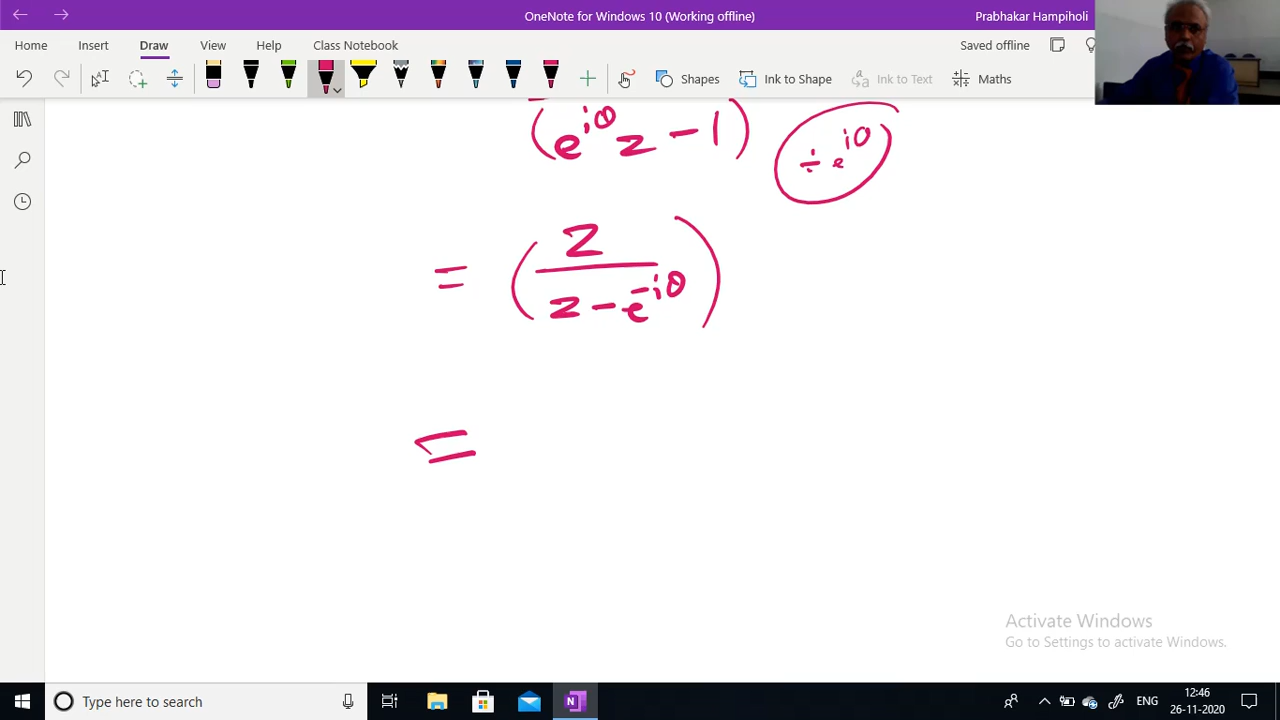 OneNote for Windows 10 (Working offline)
Prabhakar Hampiholi
Home Insert Draw View Help Class Notebook
Saved offline
Shapes Ink to Shape Ink to Text Maths
(e^{iθ} z − 1) ÷ e^{iθ}
= (z / (z − e^{−iθ}))
=
Activate Windows
Go to Settings to activate Windows.
Type here to search
ENG
12:46
26-11-2020